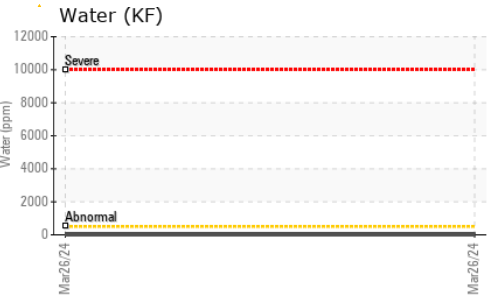 Water (KF)
12000
Severe
10000
8000
Water (ppm)
6000
4000
2000
Abnormal
0
Mar26/24
Mar26/24